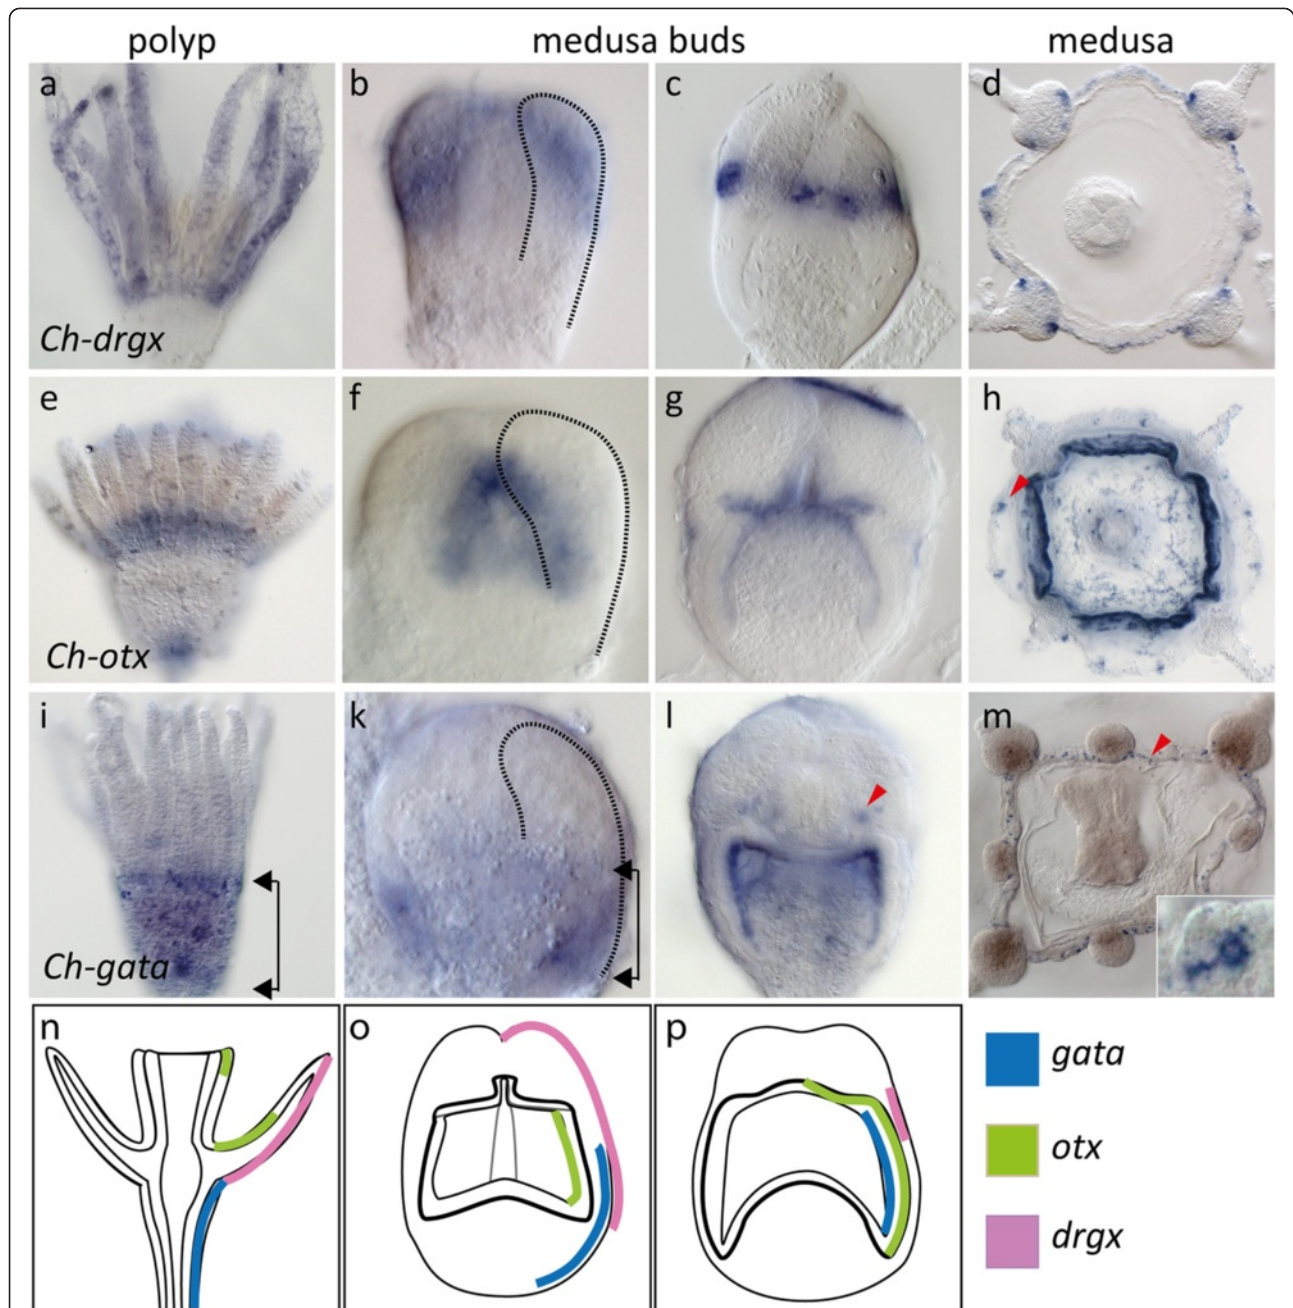 polyp medusa buds medusa
a b c d
Ch-drgx
e f g h
Ch-otx
i k l m
Ch-gata
n o p
gata
otx
drgx